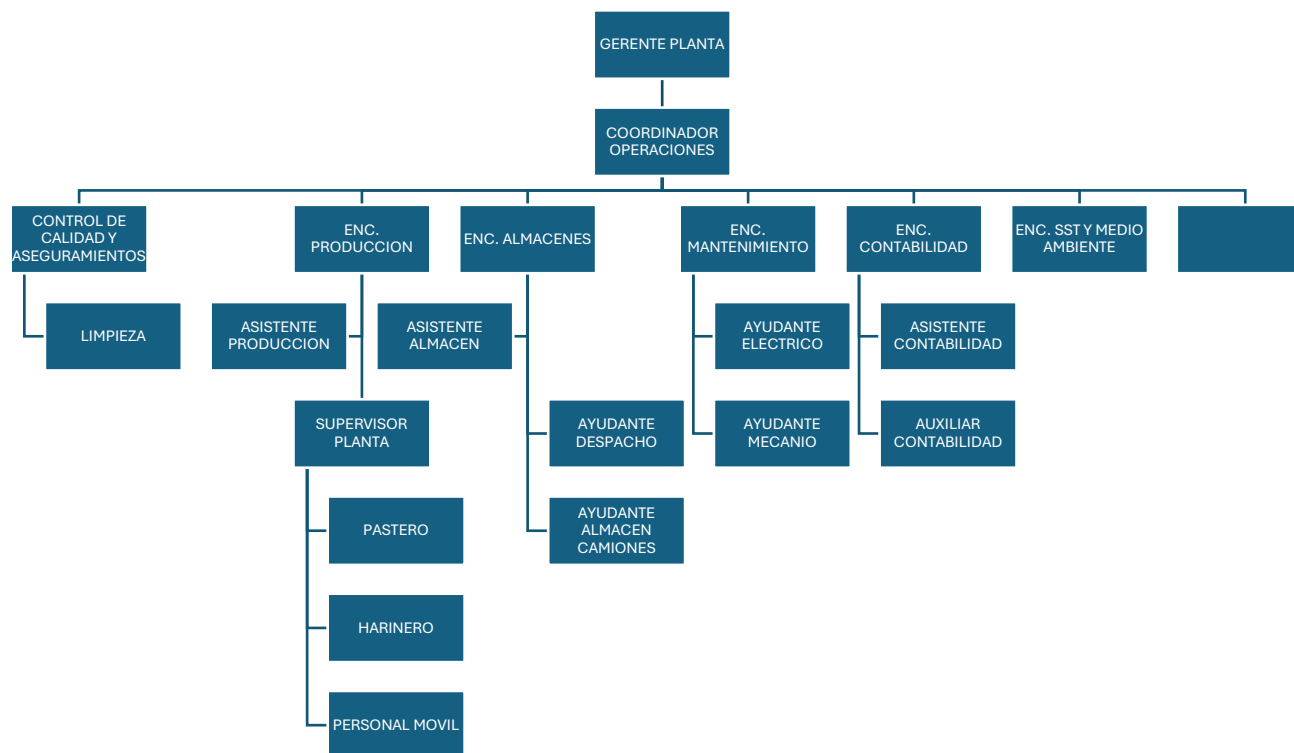 GERENTE PLANTA
COORDINADOR
OPERACIONES
CONTROL DE
CALIDAD Y
ASEGURAMIENTOS
ENC.
PRODUCCION
ENC. ALMACENES
ENC.
MANTENIMIENTO
ENC.
CONTABILIDAD
ENC. SST Y MEDIO
AMBIENTE
LIMPIEZA
ASISTENTE
PRODUCCION
ASISTENTE
ALMACEN
AYUDANTE
ELECTRICO
ASISTENTE
CONTABILIDAD
SUPERVISOR
PLANTA
AYUDANTE
DESPACHO
AYUDANTE
MECANIO
AUXILIAR
CONTABILIDAD
PASTERO
AYUDANTE
ALMACEN
CAMIONES
HARINERO
PERSONAL MOVIL